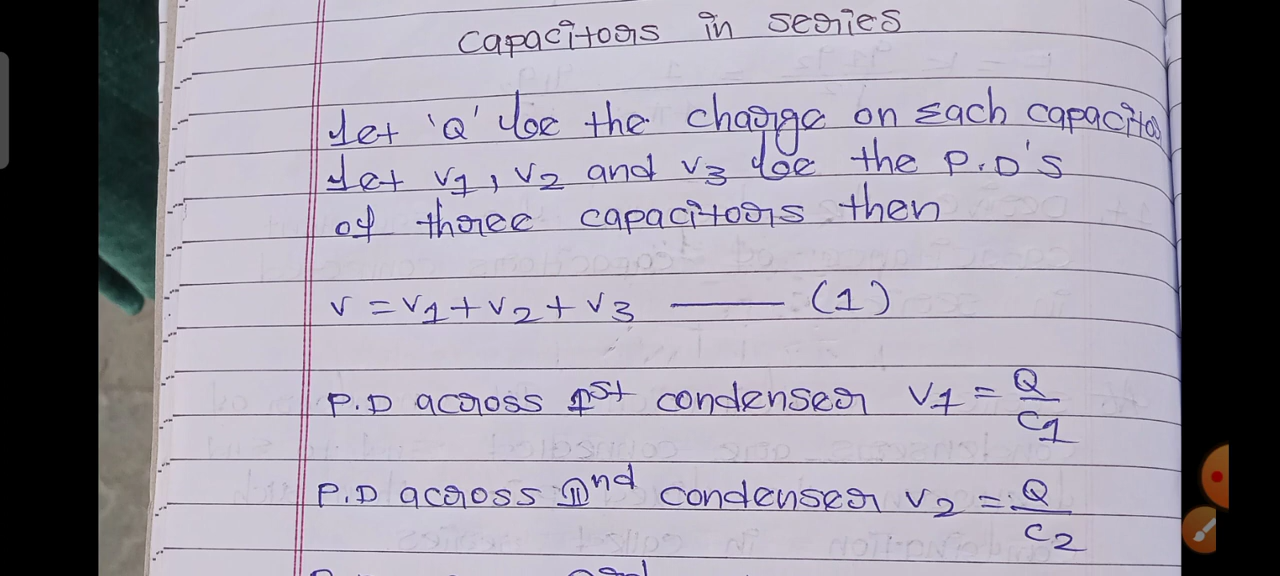 Capacitors in series
Let 'Q' be the charge on each capacito
Let V1, V2 and V3 be the P.D's
of three capacitors then
V = V1 + V2 + V3 —— (1)
P.D across 1st condenser V1 = Q/C1
P.D across IInd condenser V2 = Q/C2